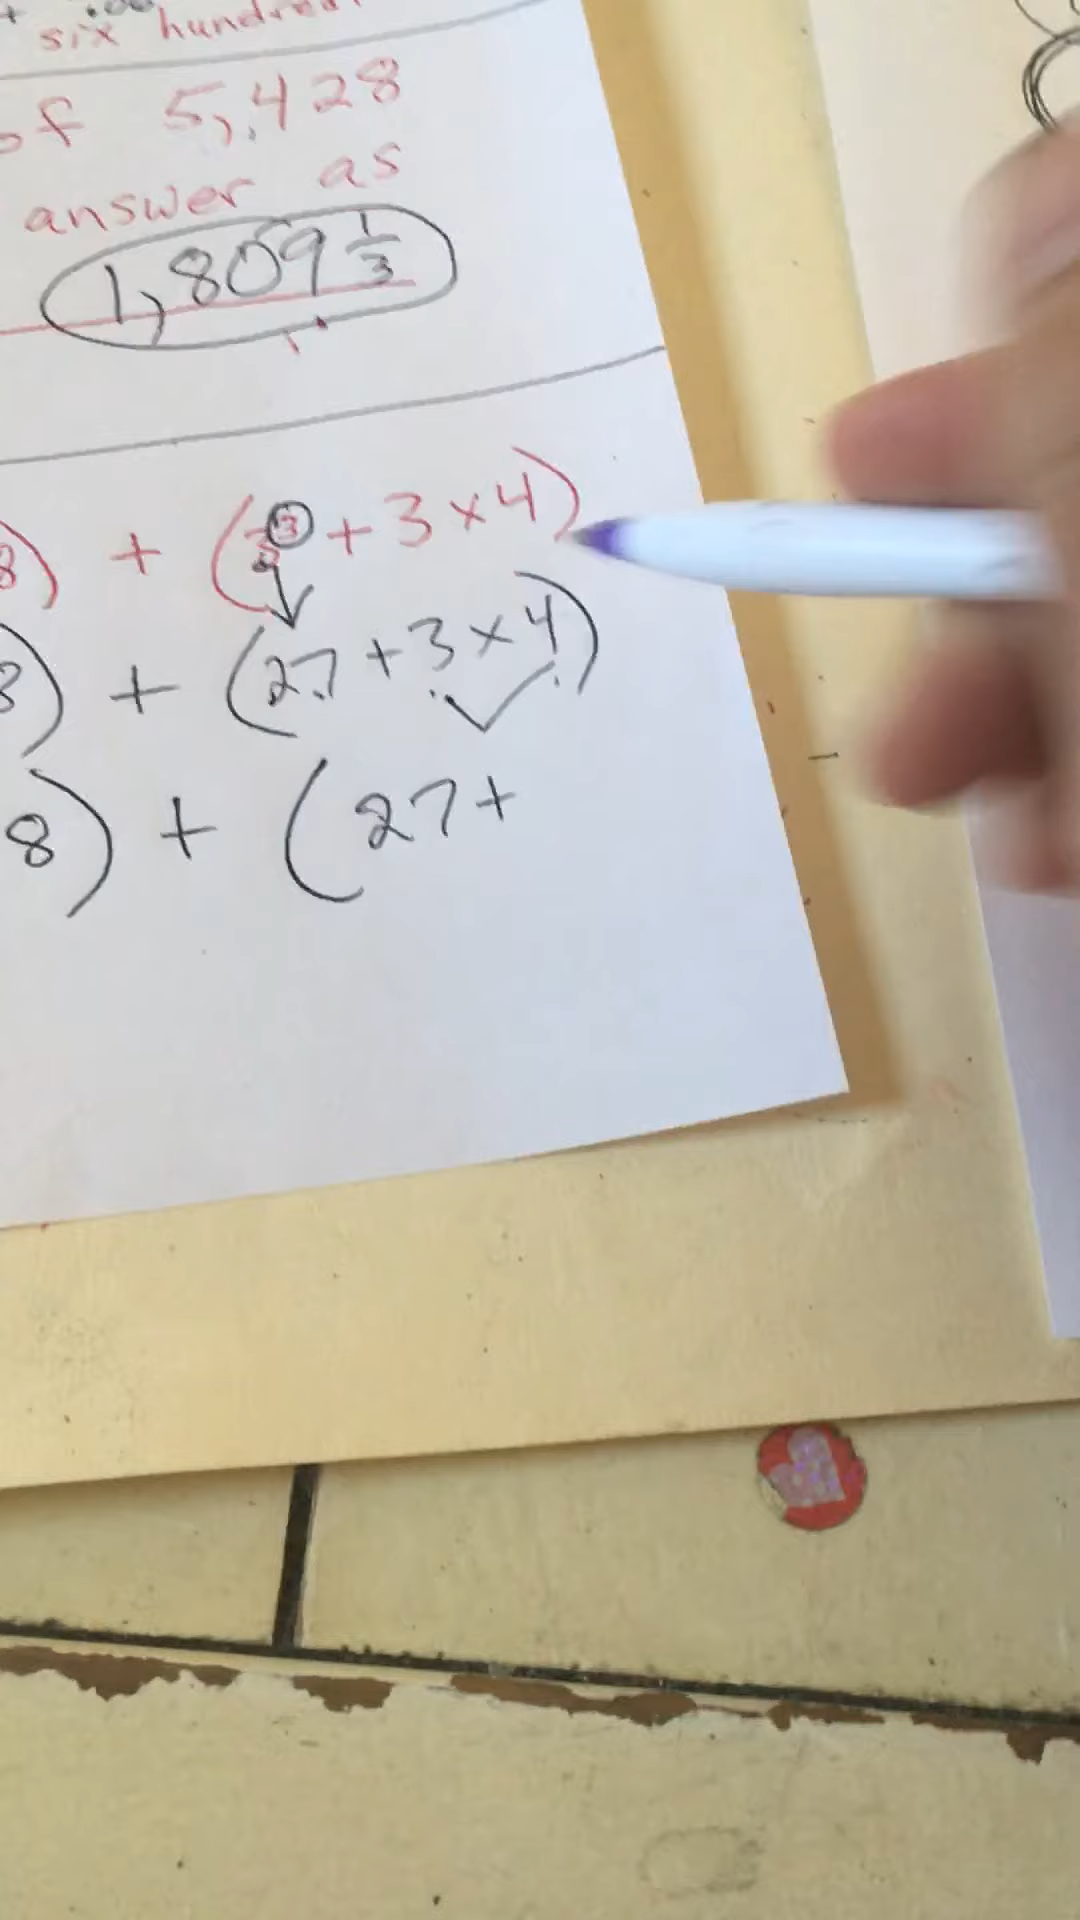 six hundred
of 5,428
answer as
1,809 1/3
8) + (3³ + 3 × 4)
8) + (27 + 3 × 4)
8) + (27 +